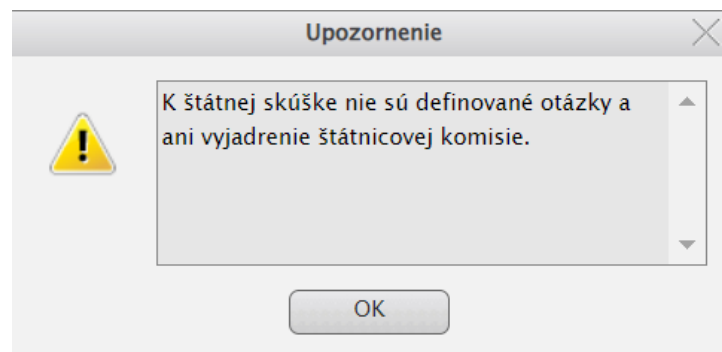 Upozornenie
K štátnej skúške nie sú definované otázky a
ani vyjadrenie štátnicovej komisie.
OK